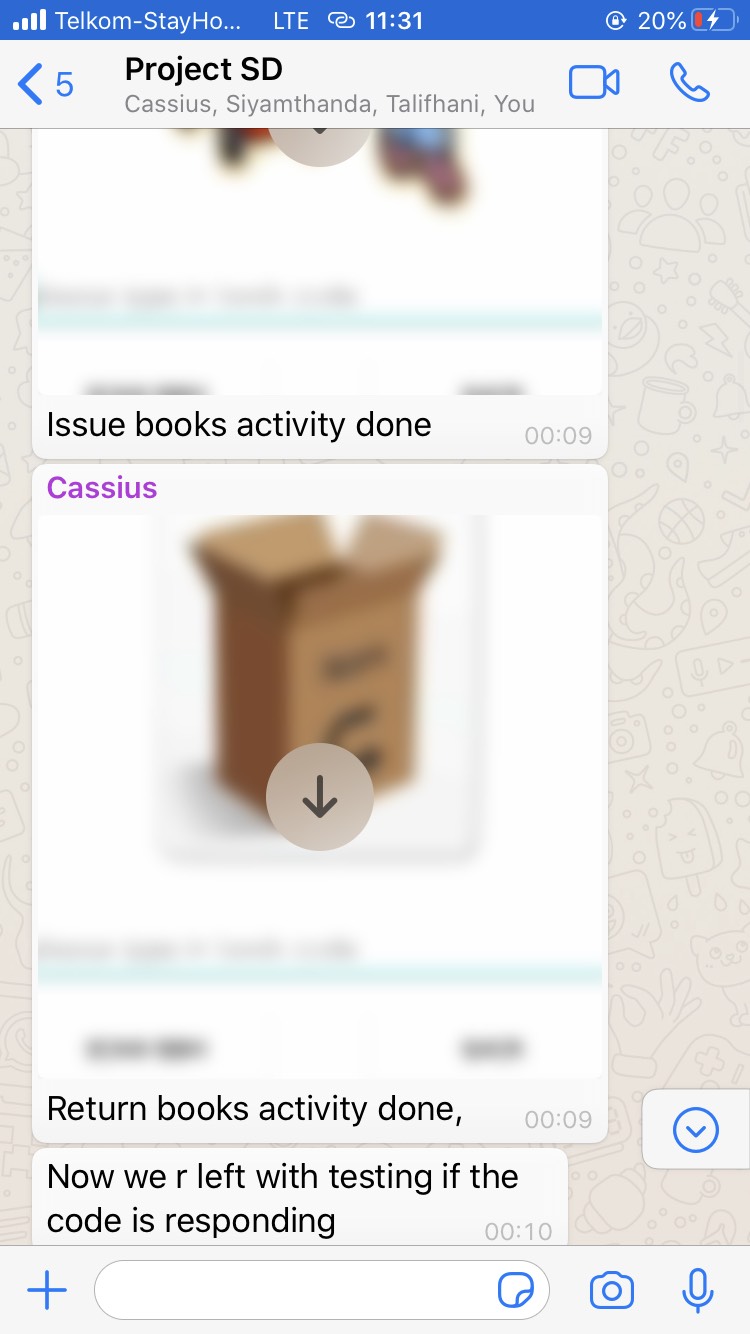 Telkom-StayHo... LTE 11:31 20%
5 Project SD
Cassius, Siyamthanda, Talifhani, You
Issue books activity done 00:09
Cassius
Return books activity done, 00:09
Now we r left with testing if the
code is responding 00:10